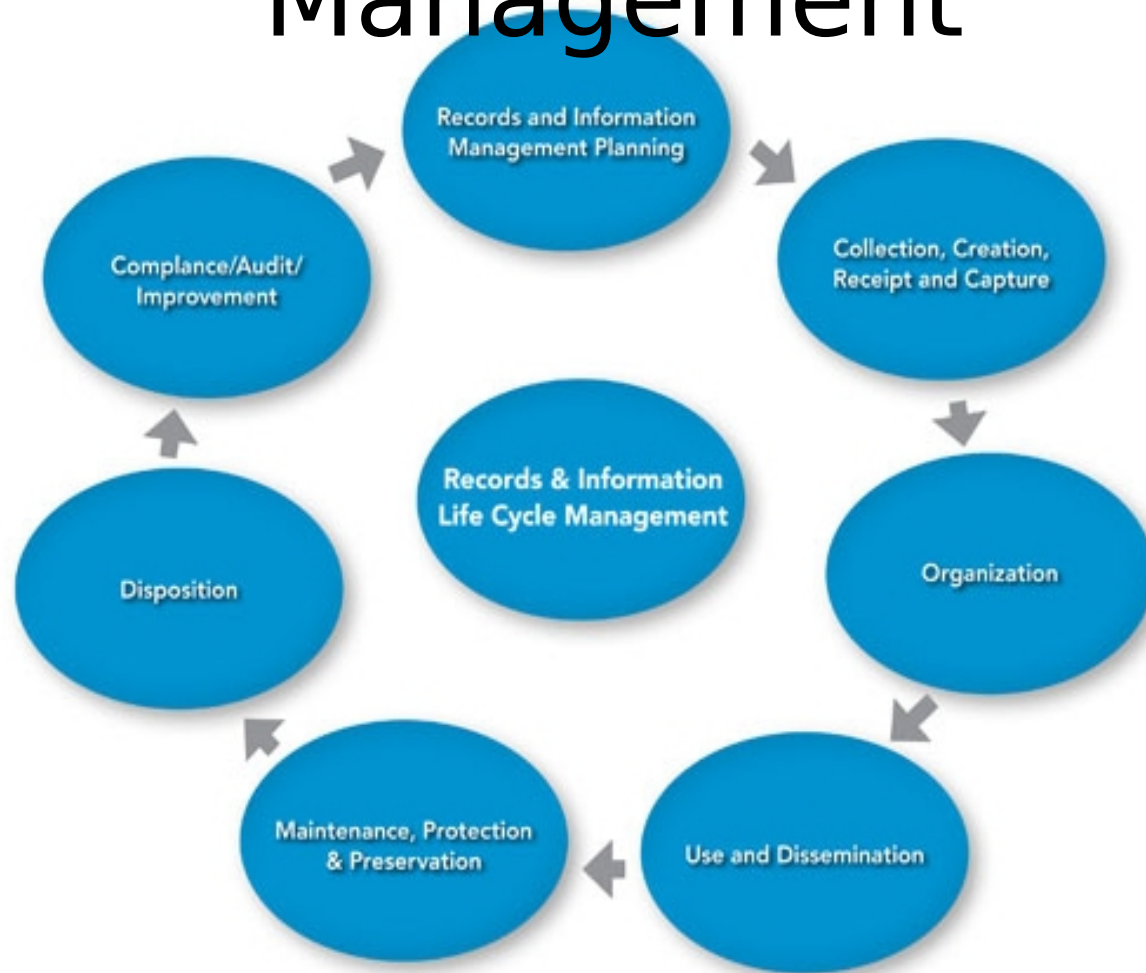 Management
Records and Information
Management Planning
Collection, Creation,
Receipt and Capture
Organization
Use and Dissemination
Maintenance, Protection
& Preservation
Disposition
Complance/Audit/
Improvement
Records & Information
Life Cycle Management